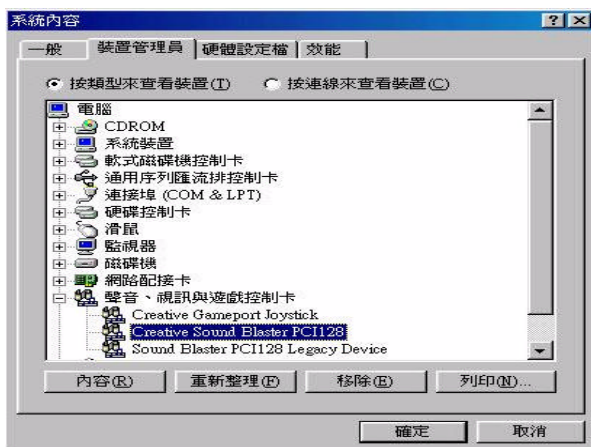 系統內容
一般 裝置管理員 硬體設定檔 效能
按類型來查看裝置(T) 按連線來查看裝置(C)
電腦
CDROM
系統裝置
軟式磁碟機控制卡
通用序列匯流排控制卡
連接埠 (COM & LPT)
硬碟控制卡
滑鼠
監視器
磁碟機
網路配接卡
聲音、視訊與遊戲控制卡
Creative Gameport Joystick
Creative Sound Blaster PCI128
Sound Blaster PCI128 Legacy Device
內容(R) 重新整理(F) 移除(E) 列印(N)...
確定 取消